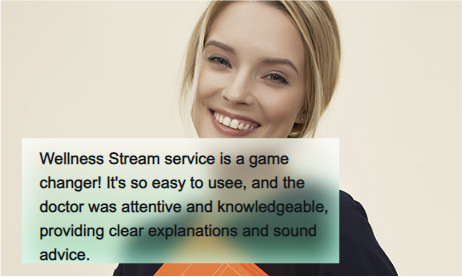 Wellness Stream service is a game
changer! It's so easy to usee, and the
doctor was attentive and knowledgeable,
providing clear explanations and sound
advice.